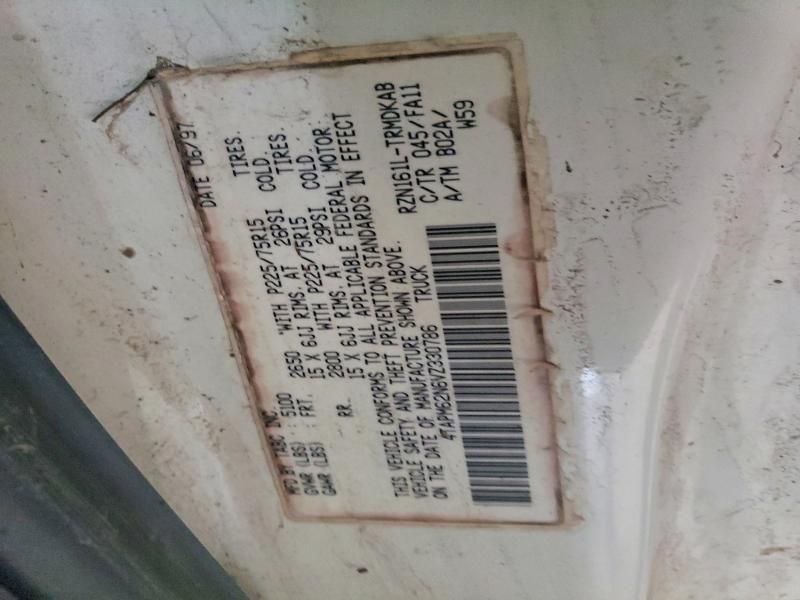 MFD BY TABC INC. DATE 06/97
GVWR (LBS) : 5100
GAWR (LBS) : FRT. 2650 WITH P225/75R15 TIRES.
15 X 6JJ RIMS. AT 26PSI COLD.
RR. 2800 WITH P225/75R15 TIRES.
15 X 6JJ RIMS. AT 29PSI COLD.
THIS VEHICLE CONFORMS TO ALL APPLICABLE FEDERAL MOTOR
VEHICLE SAFETY AND THEFT PREVENTION STANDARDS IN EFFECT
ON THE DATE OF MANUFACTURE SHOWN ABOVE.
4TAPM62N6VZ330786 TRUCK
RZN161L-TRMDKAB
C/TR 045/FA11
A/TM B02A/
W59